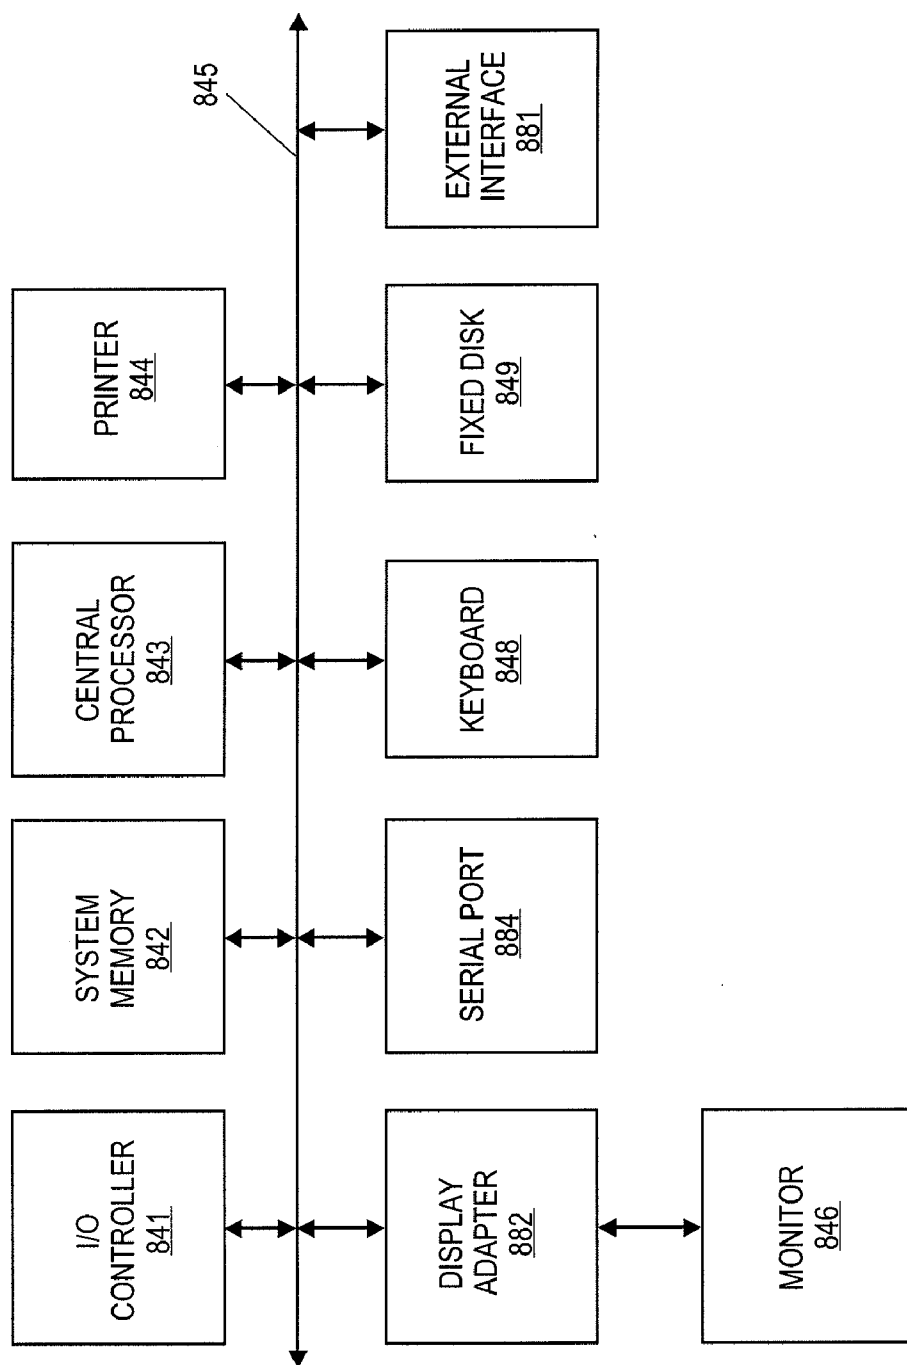 I/O
CONTROLLER
841
SYSTEM
MEMORY
842
CENTRAL
PROCESSOR
843
PRINTER
844
845
DISPLAY
ADAPTER
882
SERIAL PORT
884
KEYBOARD
848
FIXED DISK
849
EXTERNAL
INTERFACE
881
MONITOR
846